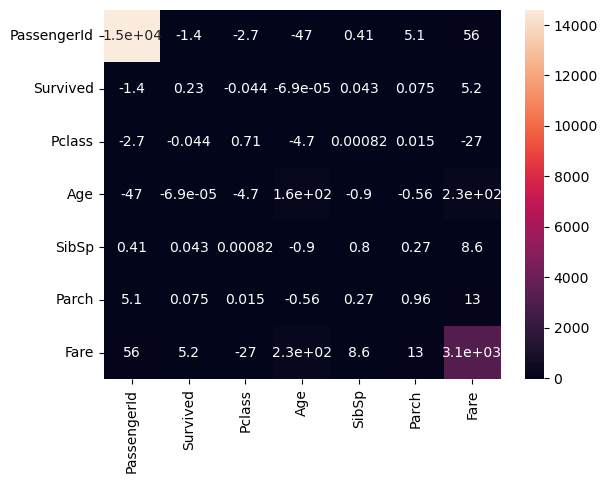 PassengerId 1.5e+04 -1.4 -2.7 -47 0.41 5.1 56
Survived -1.4 0.23 -0.044 -6.9e-05 0.043 0.075 5.2
Pclass -2.7 -0.044 0.71 -4.7 0.00082 0.015 -27
Age -47 -6.9e-05 -4.7 1.6e+02 -0.9 -0.56 2.3e+02
SibSp 0.41 0.043 0.00082 -0.9 0.8 0.27 8.6
Parch 5.1 0.075 0.015 -0.56 0.27 0.96 13
Fare 56 5.2 -27 2.3e+02 8.6 13 3.1e+03
PassengerId Survived Pclass Age SibSp Parch Fare
14000
12000
10000
8000
6000
4000
2000
0